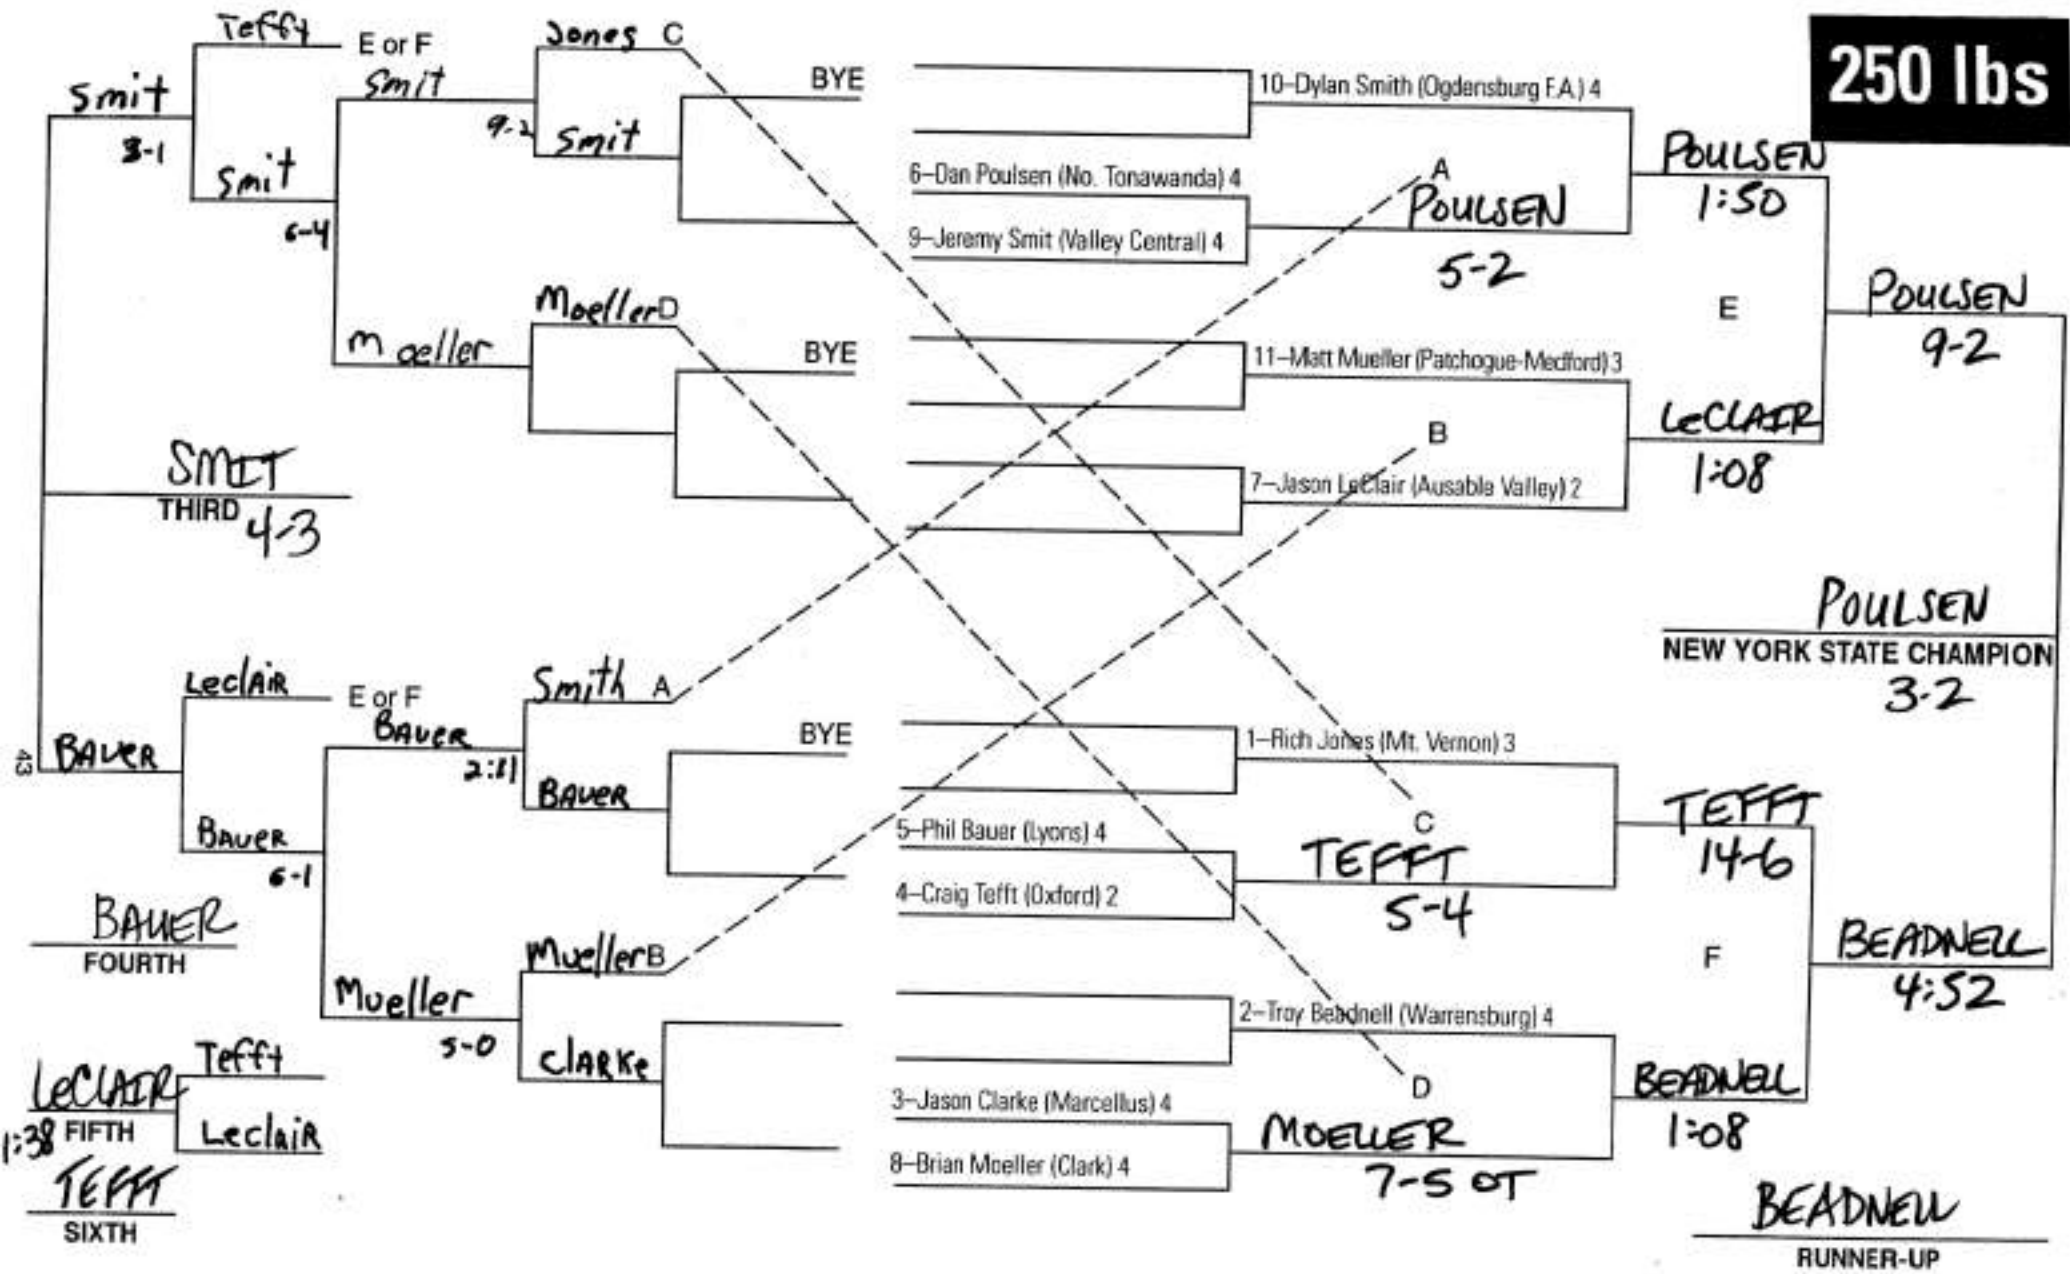 250 lbs
Teffy
E or F
Smit
3-1
Smit
Smit
6-4
Jones C
9-2
Smit
BYE
Moeller D
Moeller
BYE
SMIT
THIRD
4-3
LeclAiR
E or F
BAUER
BAUER
2:11
BAUER
6-1
Smith A
BAUER
BYE
Mueller B
Mueller
5-0
ClARKe
BAUER
FOURTH
Tefft
LeclaiR
LeCLAIR
1:38 FIFTH
TEFFT
SIXTH
43
10–Dylan Smith (Ogdensburg F.A.) 4
6–Dan Poulsen (No. Tonawanda) 4
9–Jeremy Smit (Valley Central) 4
A
POULSEN
5-2
POULSEN
1:50
11–Matt Mueller (Patchogue-Medford) 3
B
7–Jason LeClair (Ausable Valley) 2
LeCLAIR
1:08
E
POULSEN
9-2
POULSEN
NEW YORK STATE CHAMPION
3-2
1–Rich Jones (Mt. Vernon) 3
5–Phil Bauer (Lyons) 4
4–Craig Tefft (Oxford) 2
C
TEFFT
5-4
TEFFT
14-6
2–Troy Beadnell (Warrensburg) 4
3–Jason Clarke (Marcellus) 4
8–Brian Moeller (Clark) 4
D
MOELLER
7-5 OT
BEADNELL
1:08
F
BEADNELL
4:52
BEADNELL
RUNNER-UP